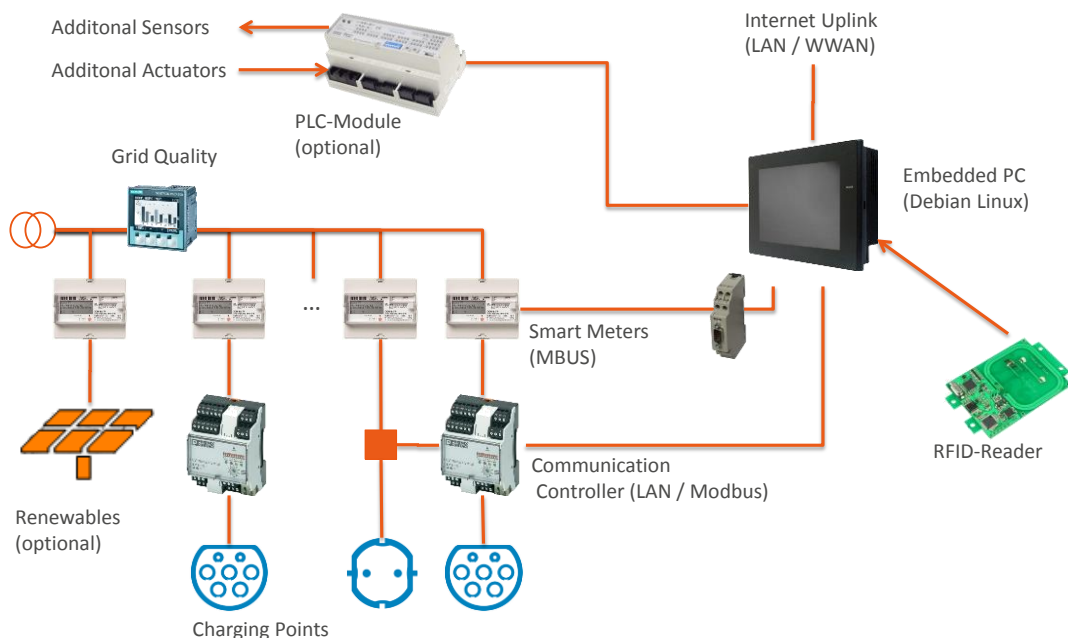 Additonal Sensors
Additonal Actuators
Internet Uplink
(LAN / WWAN)
PLC-Module
(optional)
Grid Quality
Embedded PC
(Debian Linux)
...
Smart Meters
(MBUS)
RFID-Reader
Communication
Controller (LAN / Modbus)
Renewables
(optional)
Charging Points